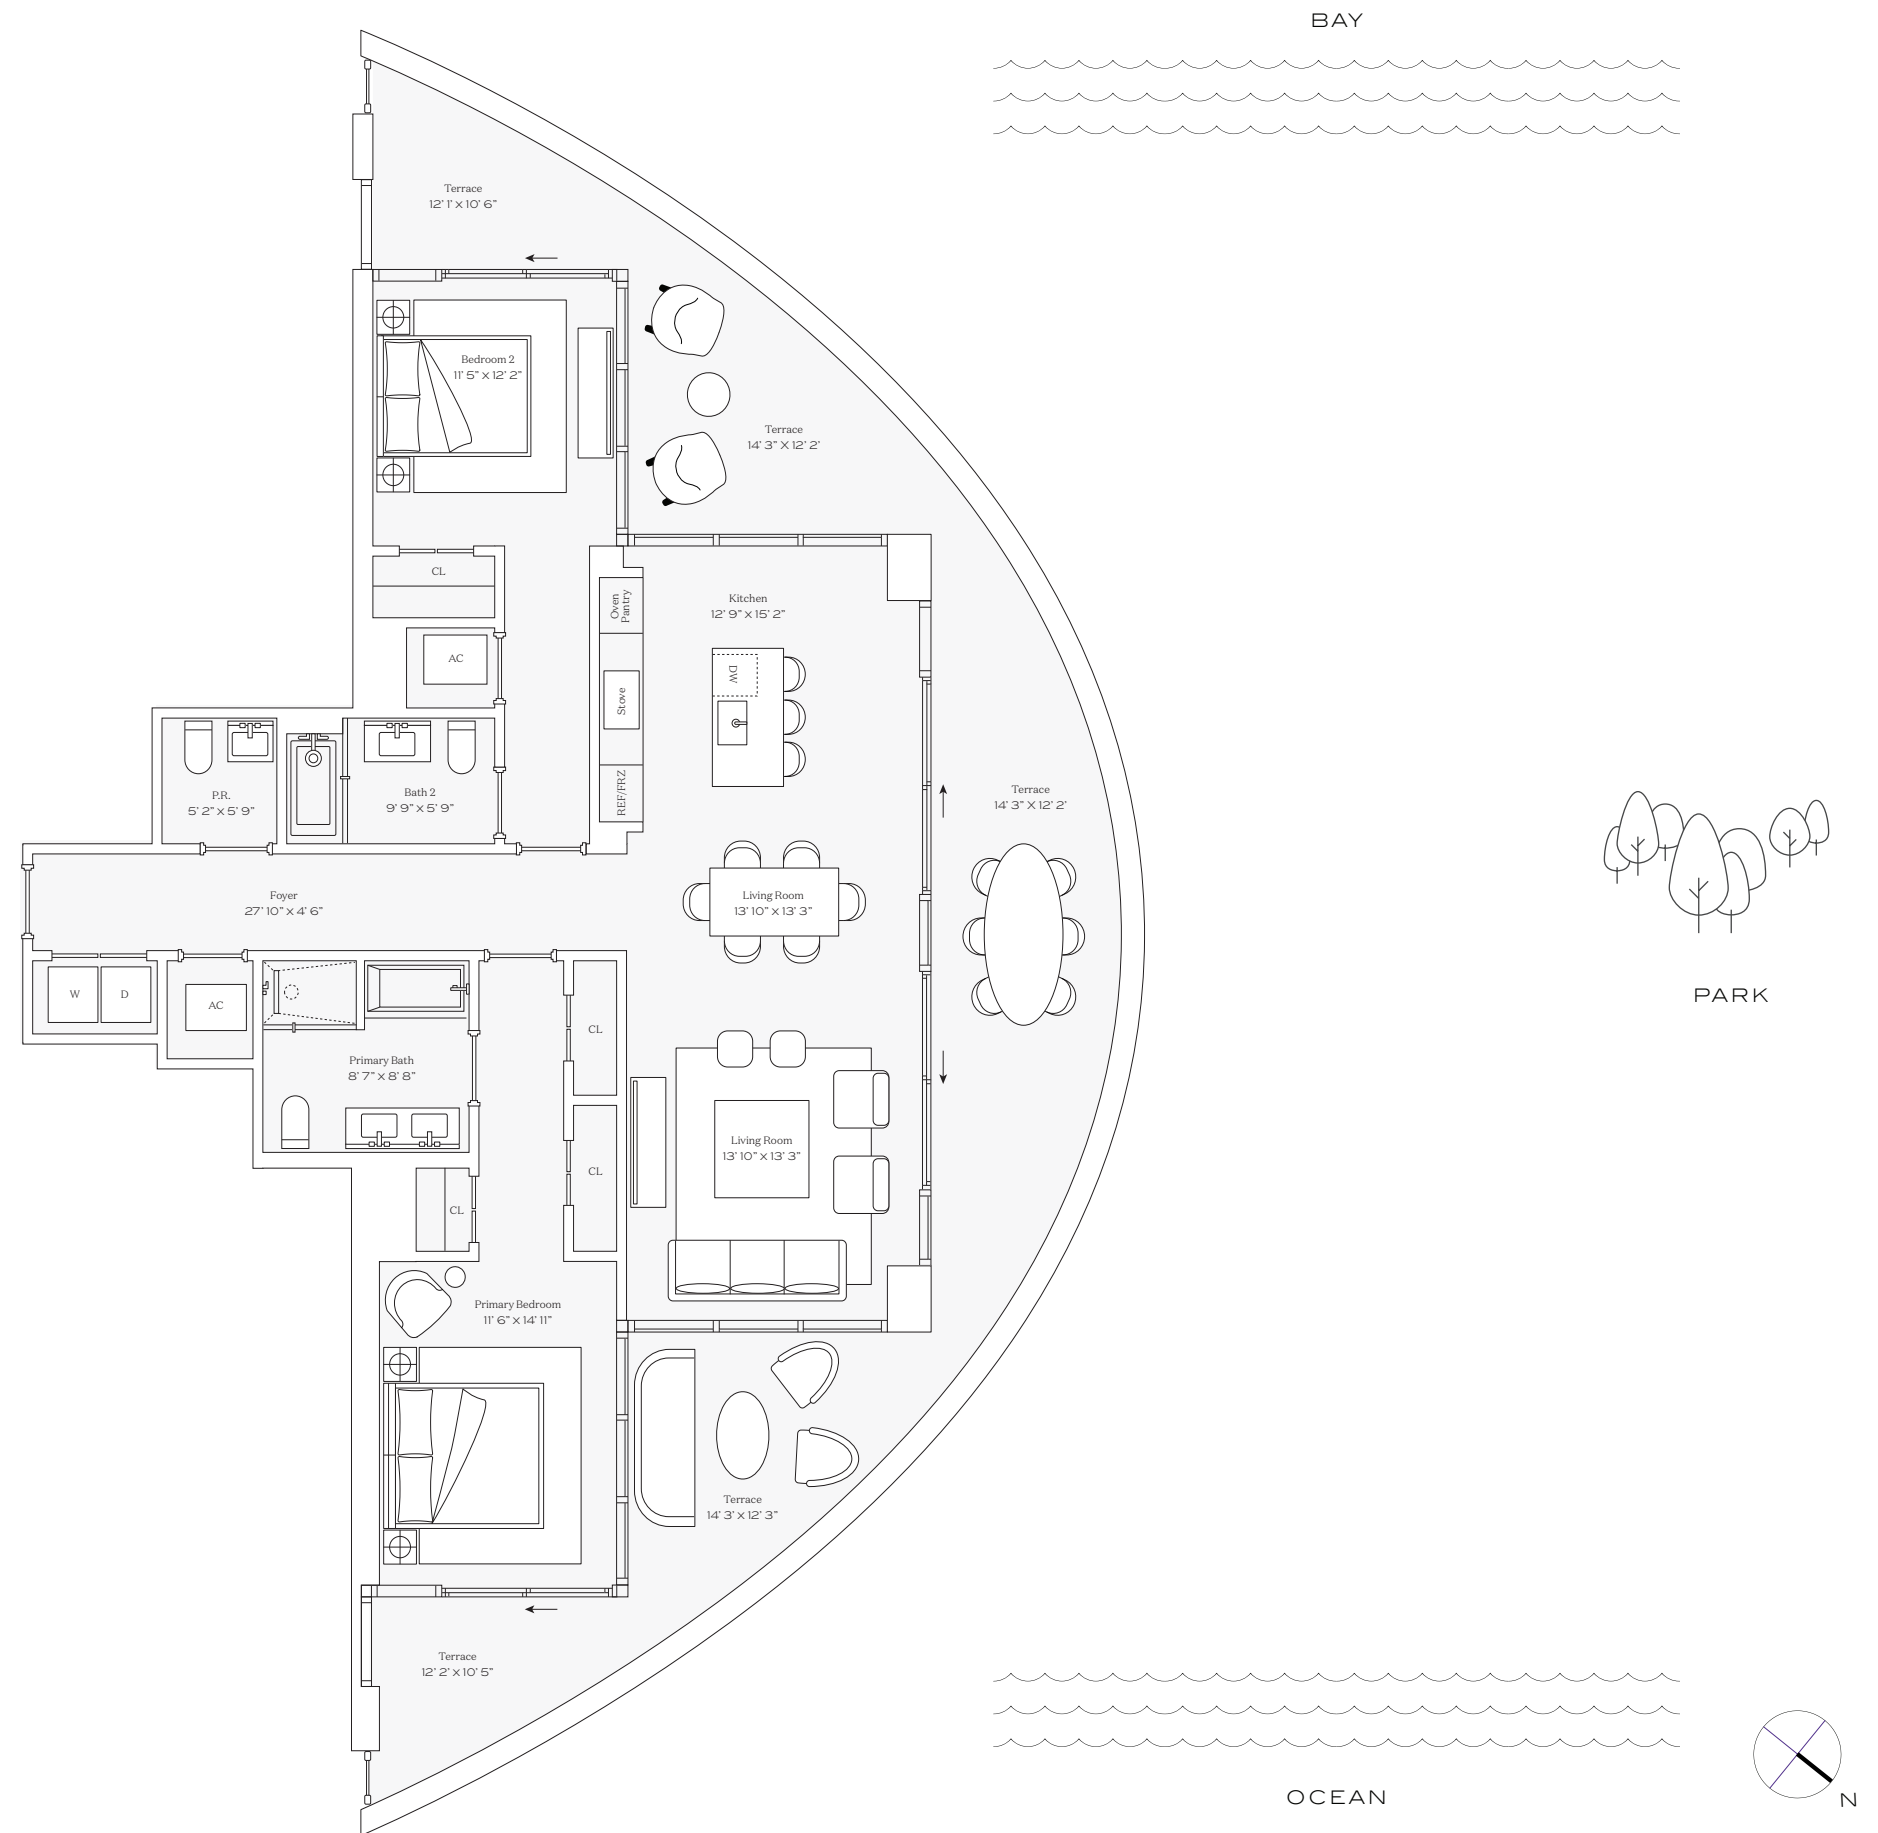 BAY
Terrace
12' 1' X 10' 6"
Bedroom 2
11' 5" X 12' 2"
Terrace
14' 3" X 12' 2'
CL
Oven
Pantry
Kitchen
12' 9" X 15' 2"
AC
DW
Stove
REF/FRZ
P.R.
5' 2" X 5' 9"
Bath 2
9' 9" X 5' 9"
Terrace
14' 3" X 12' 2'
Foyer
27' 10" X 4' 6"
Living Room
13' 10" X 13' 3"
PARK
W
D
AC
CL
Primary Bath
8' 7" X 8' 8"
Living Room
13' 10" X 13' 3"
CL
CL
Primary Bedroom
11' 6" X 14' 11"
Terrace
14' 3' X 12' 3"
Terrace
12' 2' X 10' 5"
OCEAN
N